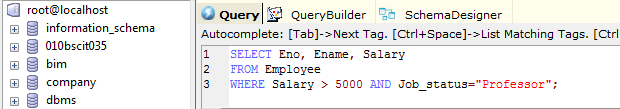 root@localhost
information_schema
010bscit035
bim
company
dbms
Query QueryBuilder SchemaDesigner
Autocomplete: [Tab]->Next Tag. [Ctrl+Space]->List Matching Tags. [Ctrl
1 SELECT Eno, Ename, Salary
2 FROM Employee
3 WHERE Salary > 5000 AND Job_status="Professor";